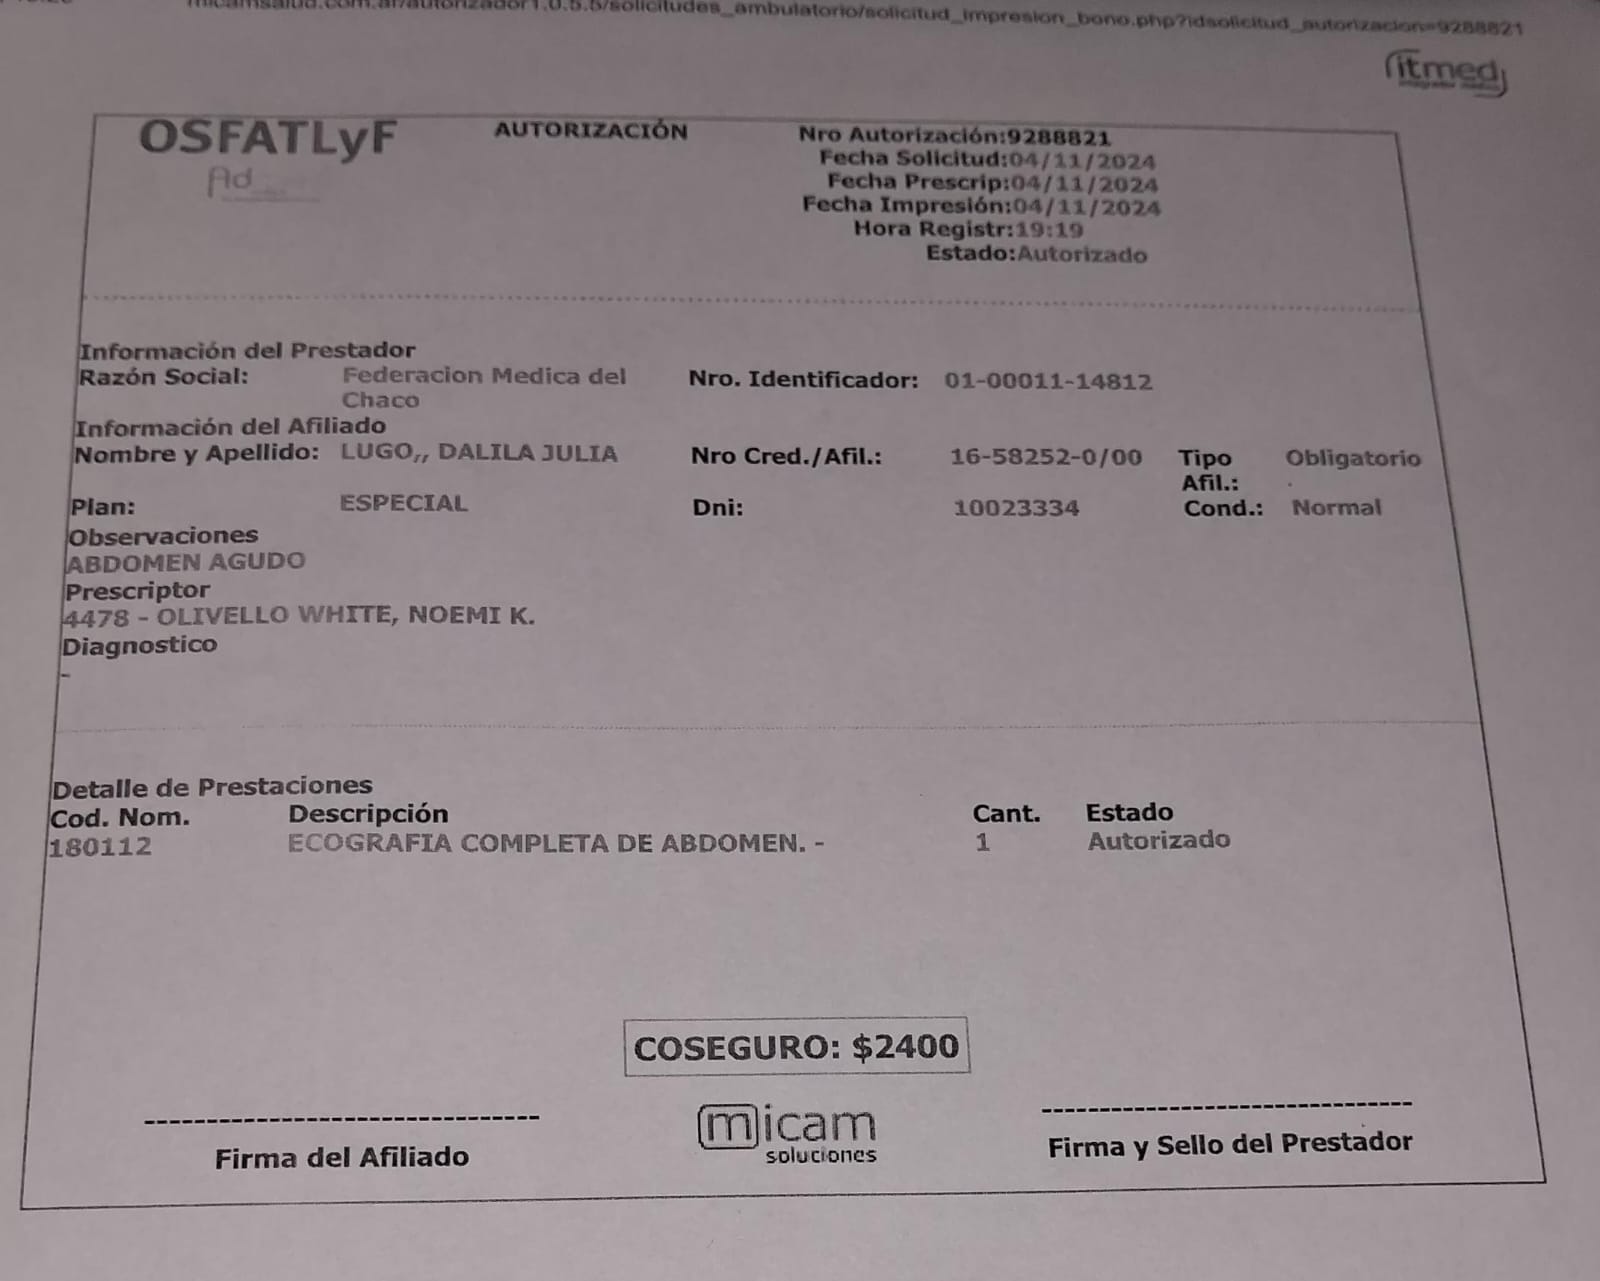 micamsalud.com.ar/autorizador1.0.5.5/solicitudes_ambulatorio/solicitud_impresion_bono.php?idsolicitud_autorizacion=9288821
itmed
OSFATLyF
AUTORIZACIÓN
Nro Autorización:9288821
Fecha Solicitud:04/11/2024
Fecha Prescrip:04/11/2024
Fecha Impresión:04/11/2024
Hora Registr:19:19
Estado:Autorizado
Ad
Información del Prestador
Razón Social: Federacion Medica del Chaco Nro. Identificador: 01-00011-14812
Información del Afiliado
Nombre y Apellido: LUGO,, DALILA JULIA Nro Cred./Afil.: 16-58252-0/00 Tipo Afil.: Obligatorio
Plan: ESPECIAL Dni: 10023334 Cond.: Normal
Observaciones
ABDOMEN AGUDO
Prescriptor
4478 - OLIVELLO WHITE, NOEMI K.
Diagnostico
-
Detalle de Prestaciones
Cod. Nom. Descripción Cant. Estado
180112 ECOGRAFIA COMPLETA DE ABDOMEN. - 1 Autorizado
COSEGURO: $2400
micam
soluciones
Firma del Afiliado
Firma y Sello del Prestador